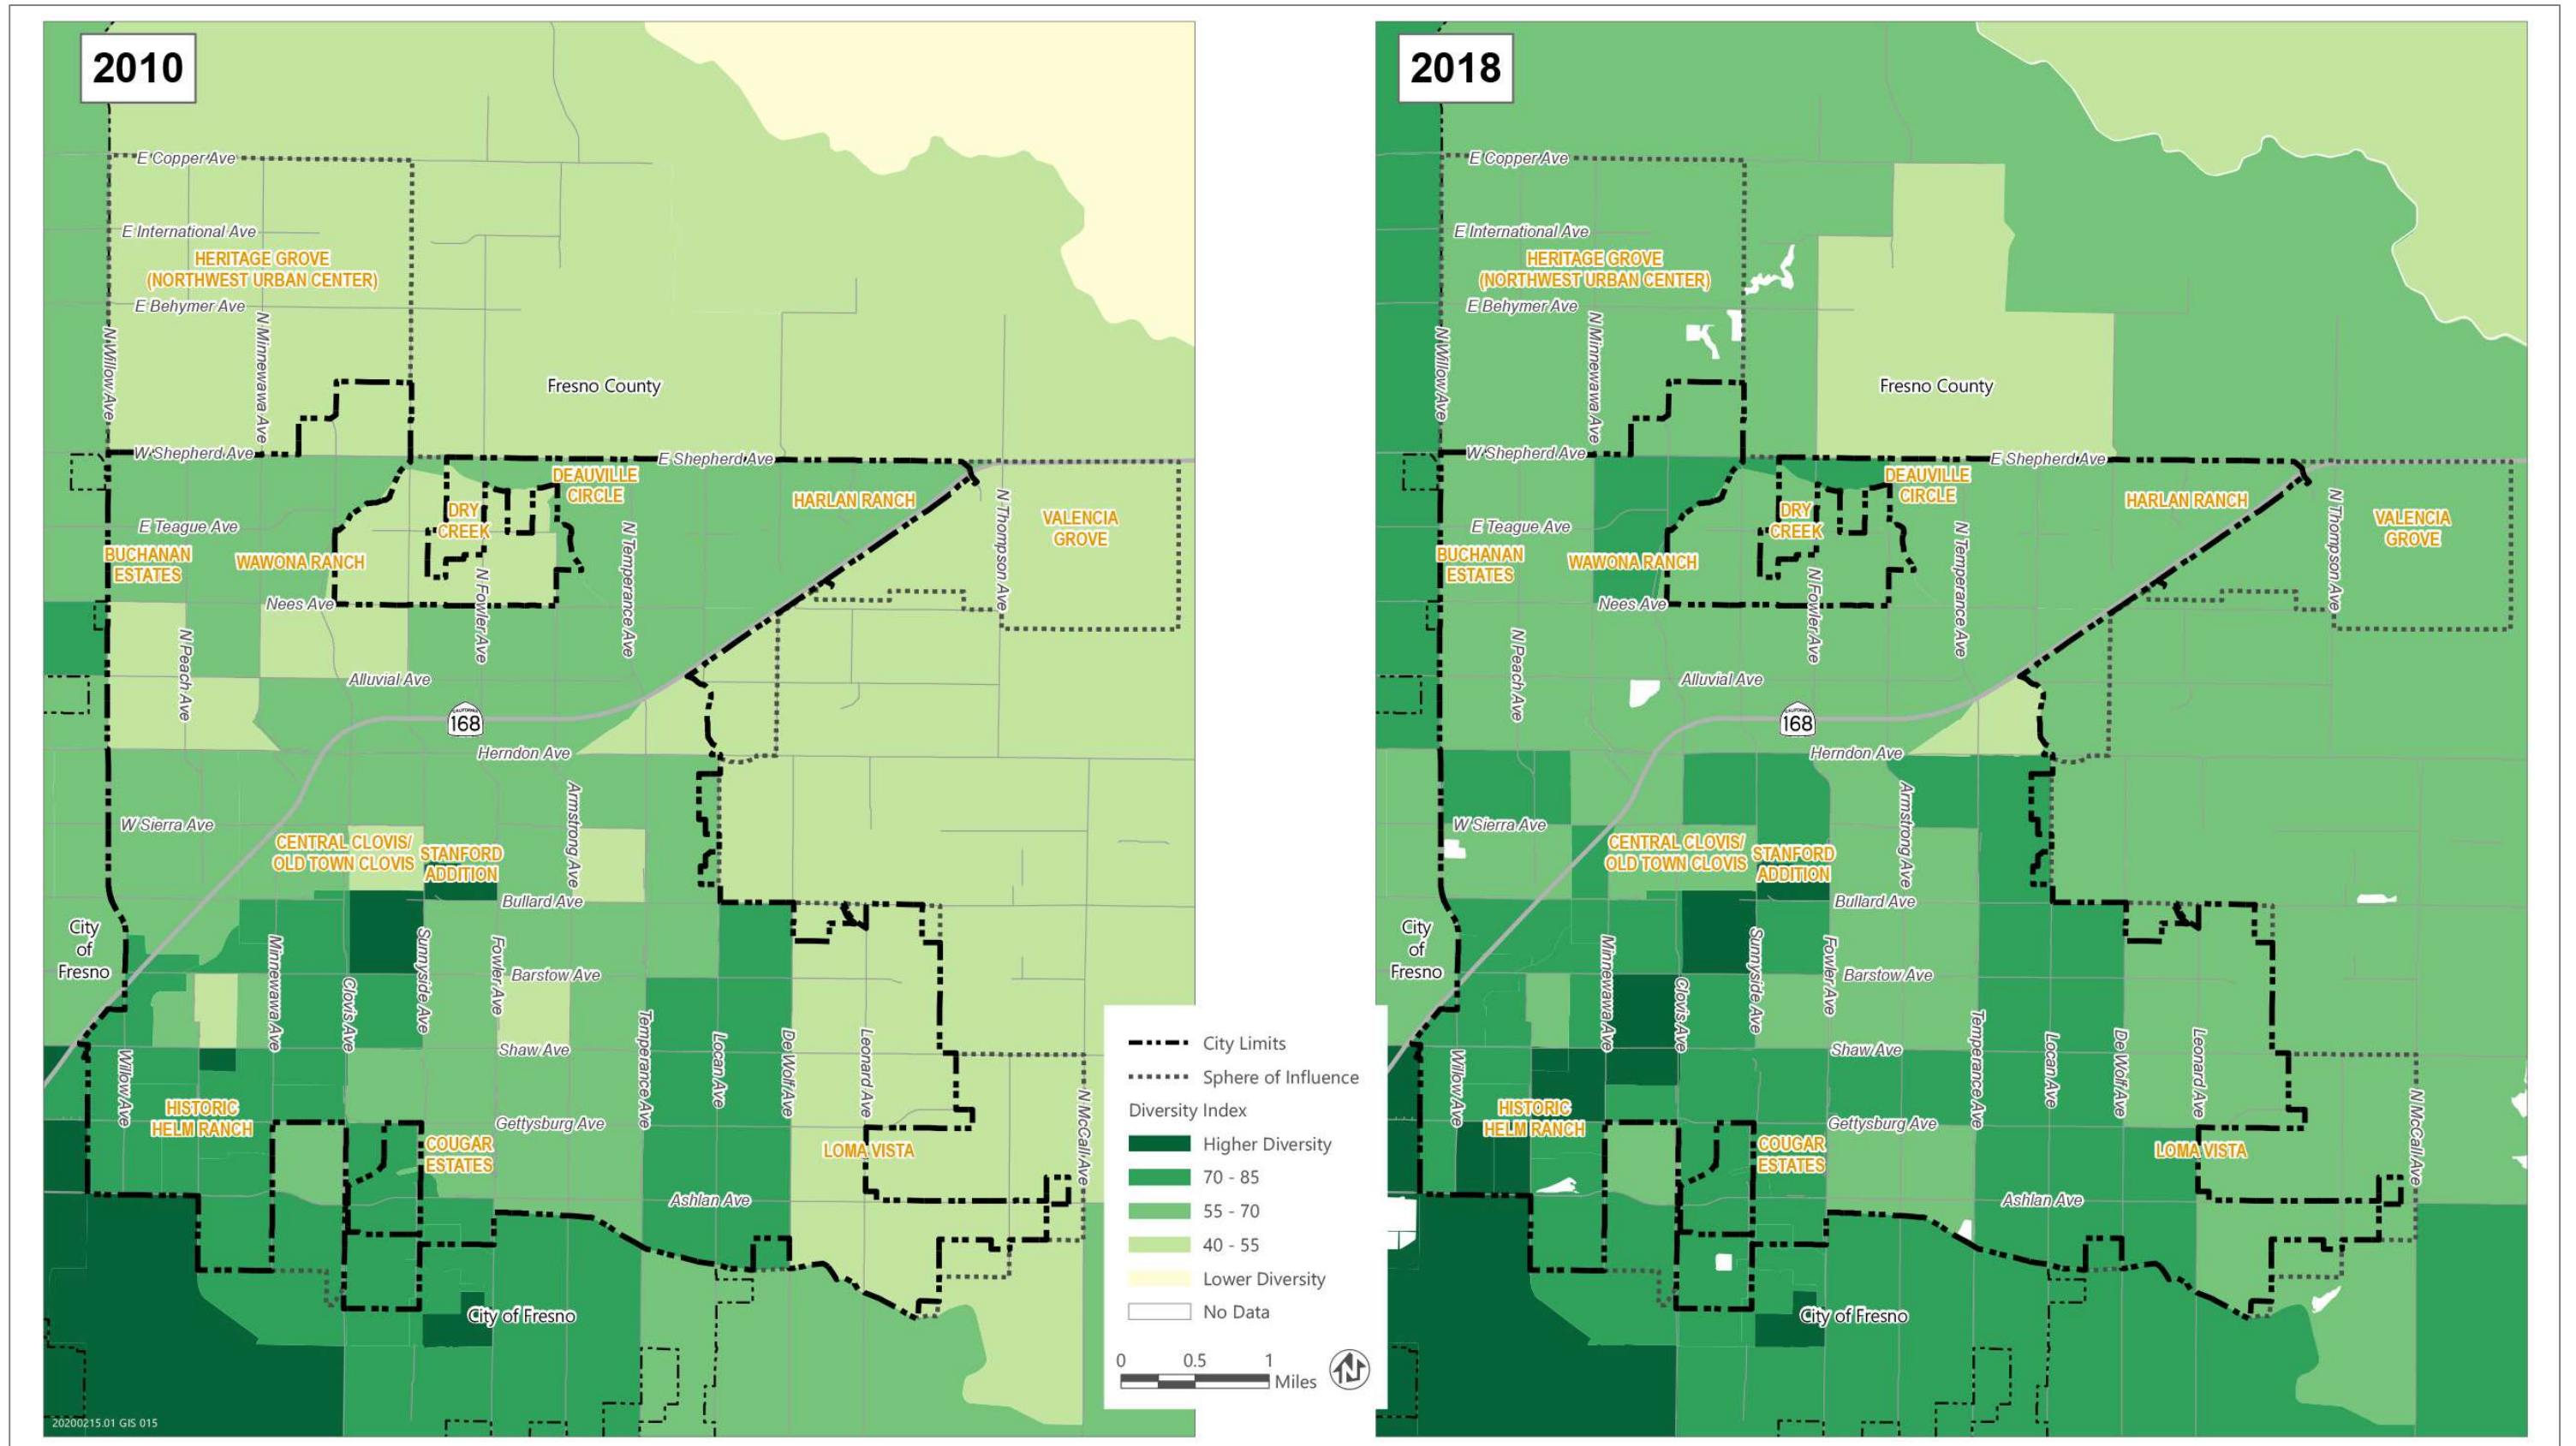 2010
E Copper Ave
E International Ave
HERITAGE GROVE
(NORTHWEST URBAN CENTER)
E Behymer Ave
N Willow Ave
N Minnewawa Ave
Fresno County
W Shepherd Ave
E Shepherd Ave
DEAUVILLE
CIRCLE
HARLAN RANCH
DRY
CREEK
N Thompson Ave
VALENCIA
GROVE
E Teague Ave
BUCHANAN
ESTATES
WAWONA RANCH
N Temperance Ave
N Fowler Ave
Nees Ave
N Peach Ave
Alluvial Ave
CALIFORNIA
168
Herndon Ave
Armstrong Ave
W Sierra Ave
CENTRAL CLOVIS/
OLD TOWN CLOVIS
STANFORD
ADDITION
Bullard Ave
City
of
Fresno
Minnewawa Ave
Clovis Ave
Sunnyside Ave
Fowler Ave
Barstow Ave
Temperance Ave
Locan Ave
De Wolf Ave
Leonard Ave
Shaw Ave
Willow Ave
HISTORIC
HELM RANCH
Gettysburg Ave
COUGAR
ESTATES
LOMA VISTA
N McCall Ave
Ashlan Ave
City of Fresno
20200215.01 GIS 015
City Limits
Sphere of Influence
Diversity Index
Higher Diversity
70 - 85
55 - 70
40 - 55
Lower Diversity
No Data
0 0.5 1
Miles
N
2018
E Copper Ave
E International Ave
HERITAGE GROVE
(NORTHWEST URBAN CENTER)
E Behymer Ave
N Willow Ave
N Minnewawa Ave
Fresno County
W Shepherd Ave
E Shepherd Ave
DEAUVILLE
CIRCLE
HARLAN RANCH
DRY
CREEK
N Thompson Ave
VALENCIA
GROVE
E Teague Ave
BUCHANAN
ESTATES
WAWONA RANCH
N Temperance Ave
N Fowler Ave
Nees Ave
N Peach Ave
Alluvial Ave
CALIFORNIA
168
Herndon Ave
Armstrong Ave
W Sierra Ave
CENTRAL CLOVIS/
OLD TOWN CLOVIS
STANFORD
ADDITION
Bullard Ave
City
of
Fresno
Minnewawa Ave
Clovis Ave
Sunnyside Ave
Fowler Ave
Barstow Ave
Temperance Ave
Locan Ave
De Wolf Ave
Leonard Ave
Shaw Ave
Willow Ave
HISTORIC
HELM RANCH
Gettysburg Ave
COUGAR
ESTATES
LOMA VISTA
N McCall Ave
Ashlan Ave
City of Fresno